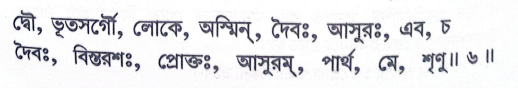 দ্বৌ, ভূতসর্গৌ, লোকে, অস্মিন্, দৈবঃ, আসুরঃ, এব, চ
দৈবঃ, বিস্তরশঃ, প্রোক্তঃ, আসুরম্, পার্থ, মে, শৃণু॥ ৬ ॥